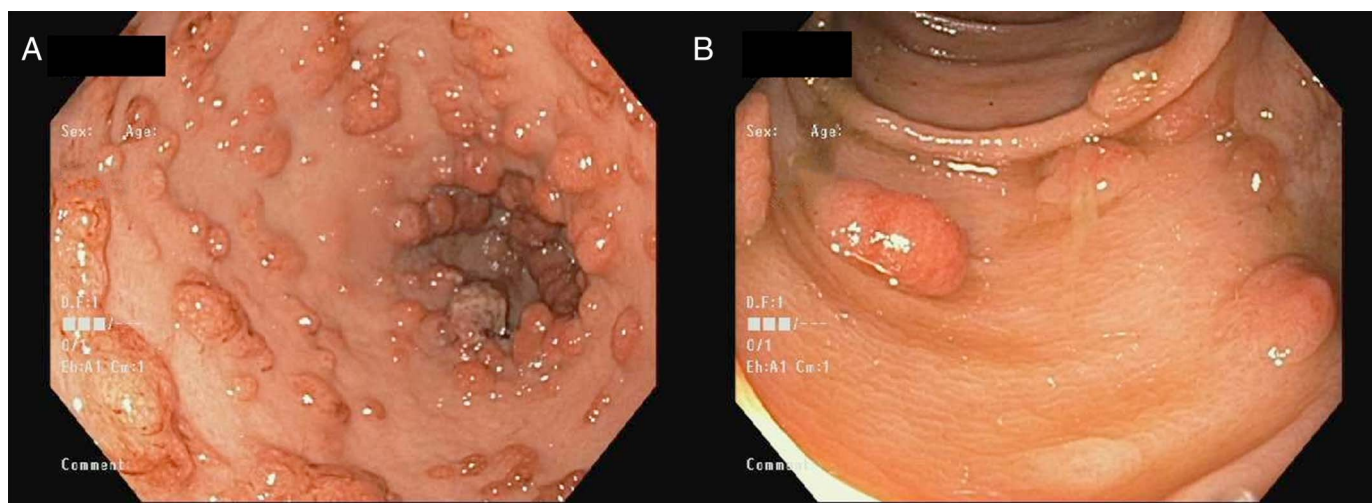 A
Sex: Age:
D.F:1
■■■/---
0/1
Eh:A1 Cm:1
Comment:
B
Sex: Age:
D.F:1
■■■/---
0/1
Eh:A1 Cm:1
Comment: